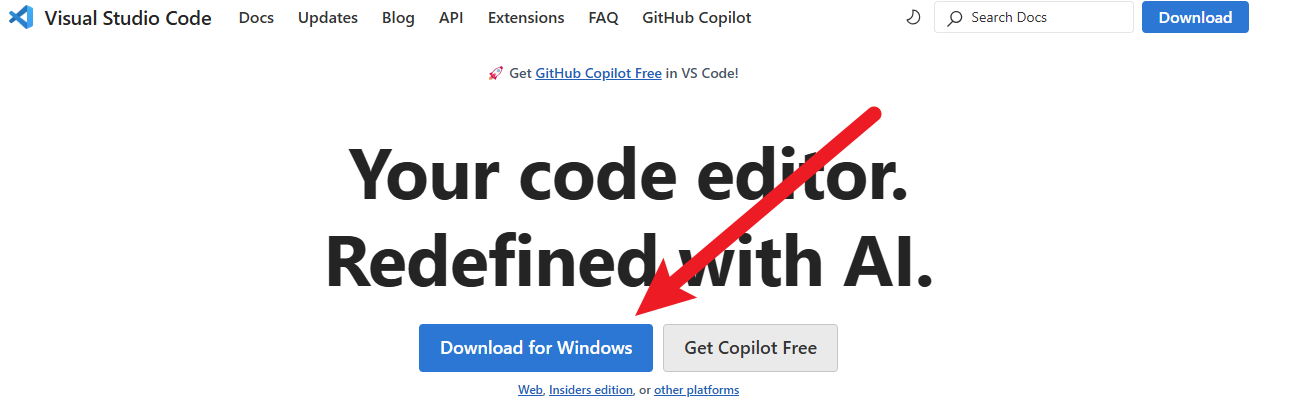 Visual Studio Code Docs Updates Blog API Extensions FAQ GitHub Copilot Search Docs Download
🚀 Get GitHub Copilot Free in VS Code!
Your code editor.
Redefined with AI.
Download for Windows Get Copilot Free
Web, Insiders edition, or other platforms